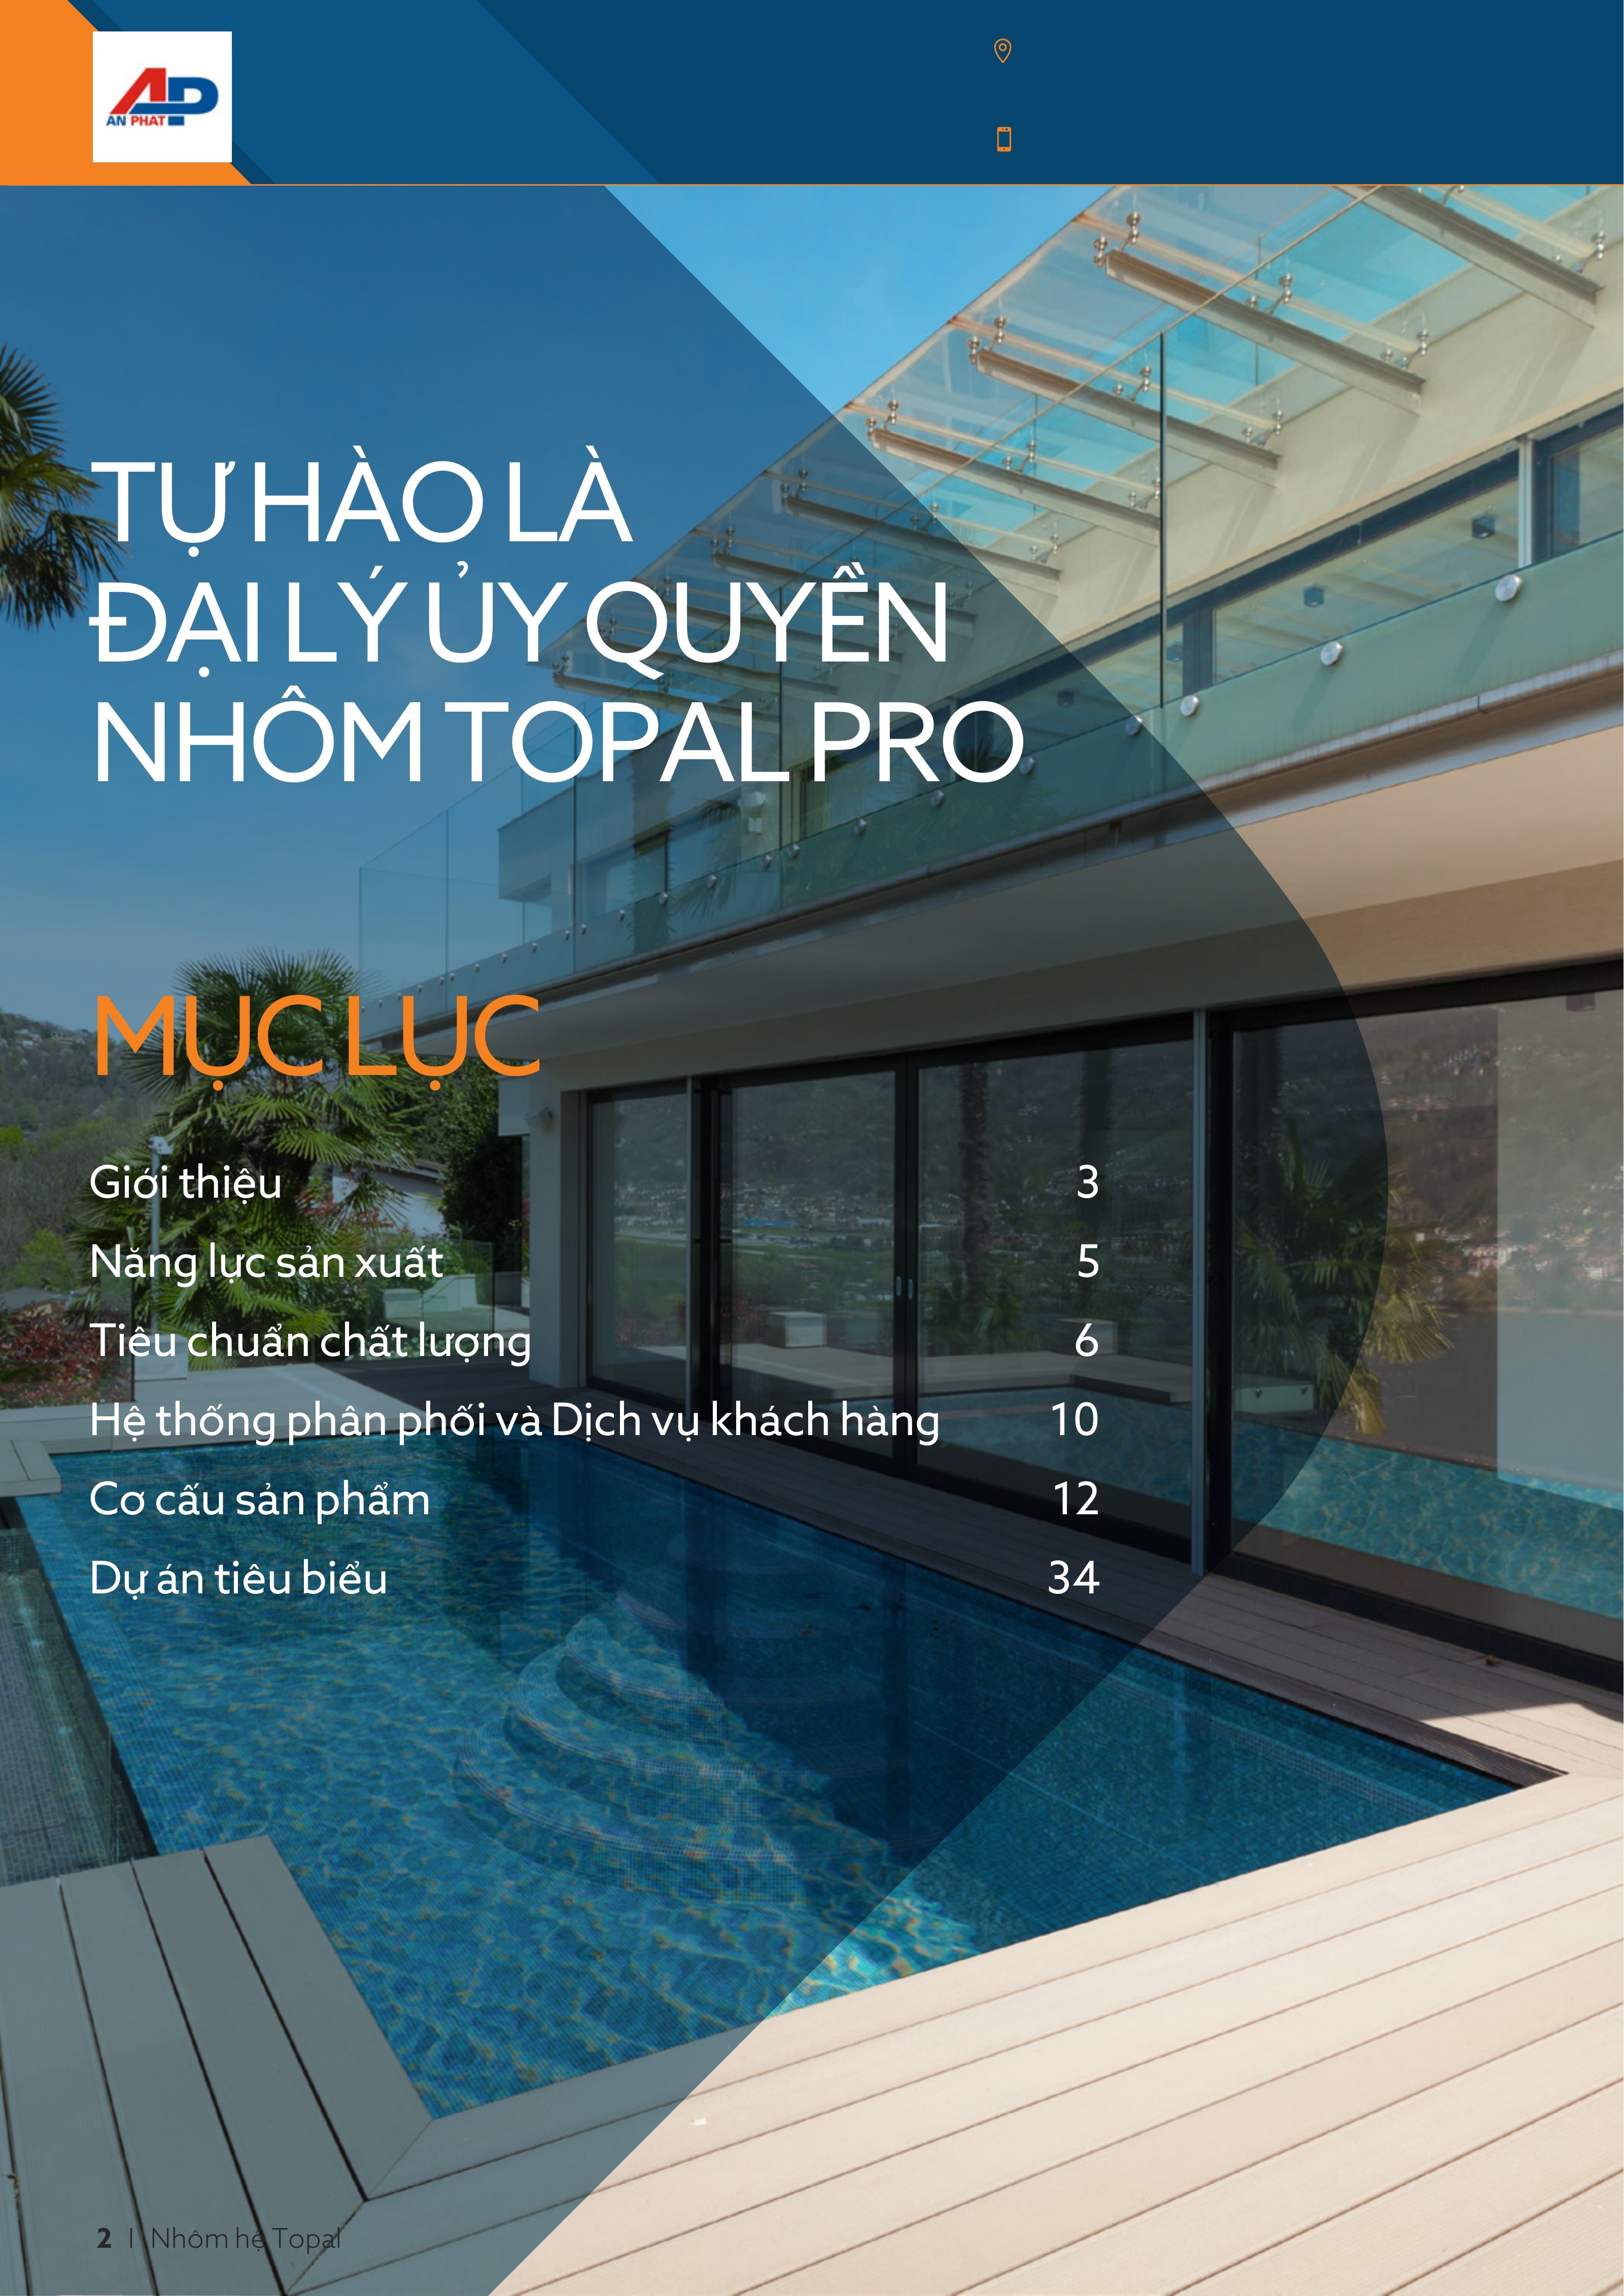 AN PHAT
TỰ HÀO LÀ
ĐẠI LÝ ỦY QUYỀN
NHÔM TOPAL PRO
MỤC LỤC
Giới thiệu 3
Năng lực sản xuất 5
Tiêu chuẩn chất lượng 6
Hệ thống phân phối và Dịch vụ khách hàng 10
Cơ cấu sản phẩm 12
Dự án tiêu biểu 34
2 I Nhôm hệ Topal